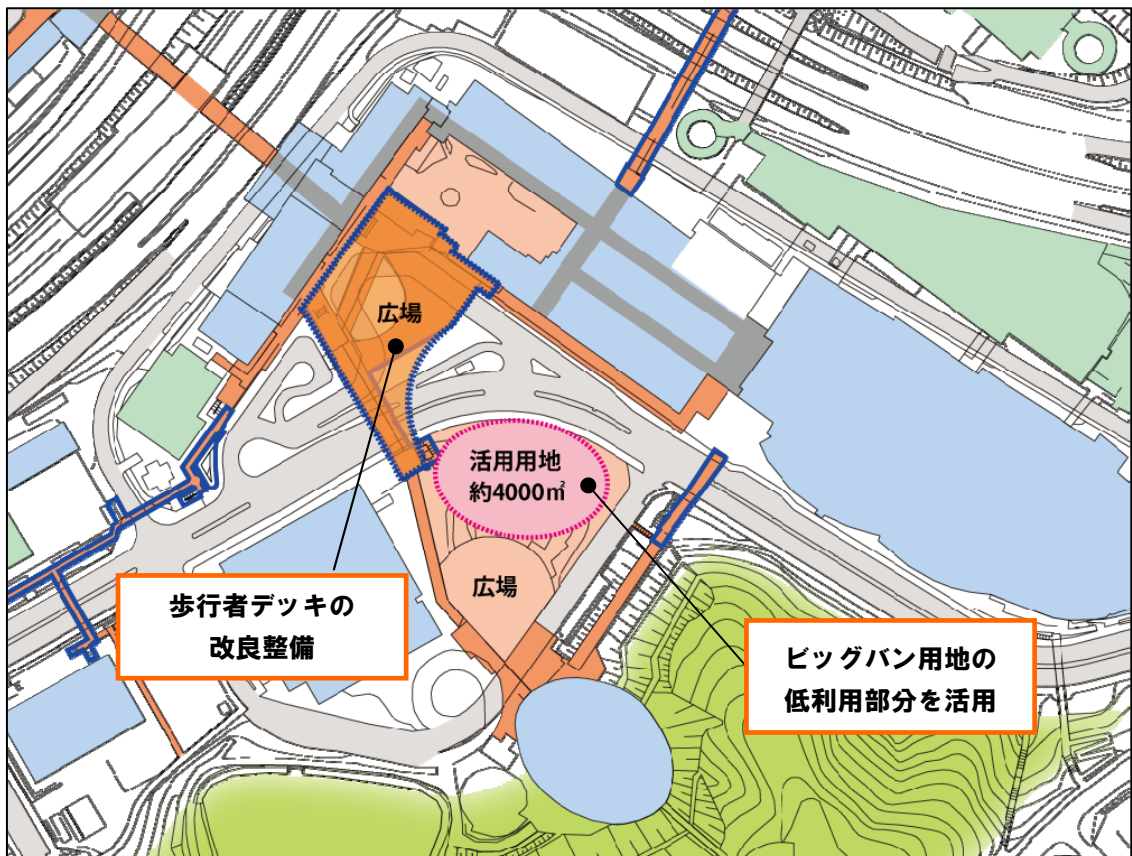 広場
活用用地
約4000㎡
広場
歩行者デッキの
改良整備
ビッグバン用地の
低利用部分を活用